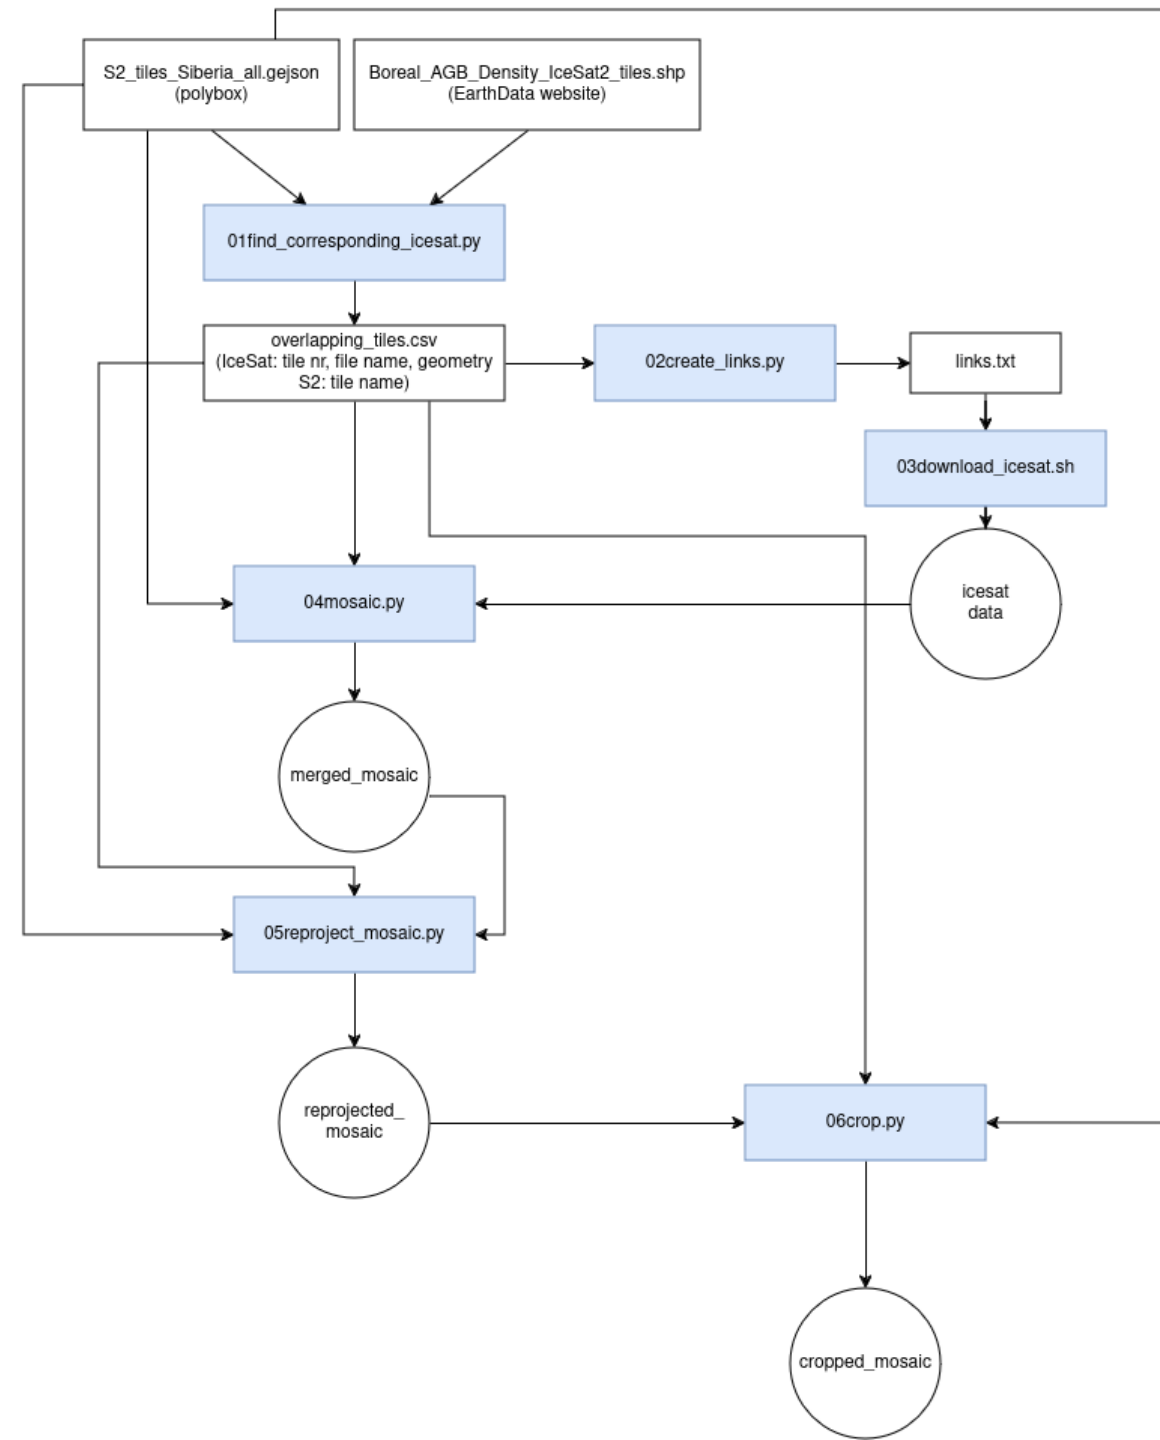 S2_tiles_Siberia_all.gejson
(polybox)
Boreal_AGB_Density_IceSat2_tiles.shp
(EarthData website)
01find_corresponding_icesat.py
overlapping_tiles.csv
(IceSat: tile nr, file name, geometry
S2: tile name)
02create_links.py
links.txt
03download_icesat.sh
icesat
data
04mosaic.py
merged_mosaic
05reproject_mosaic.py
reprojected_
mosaic
06crop.py
cropped_mosaic